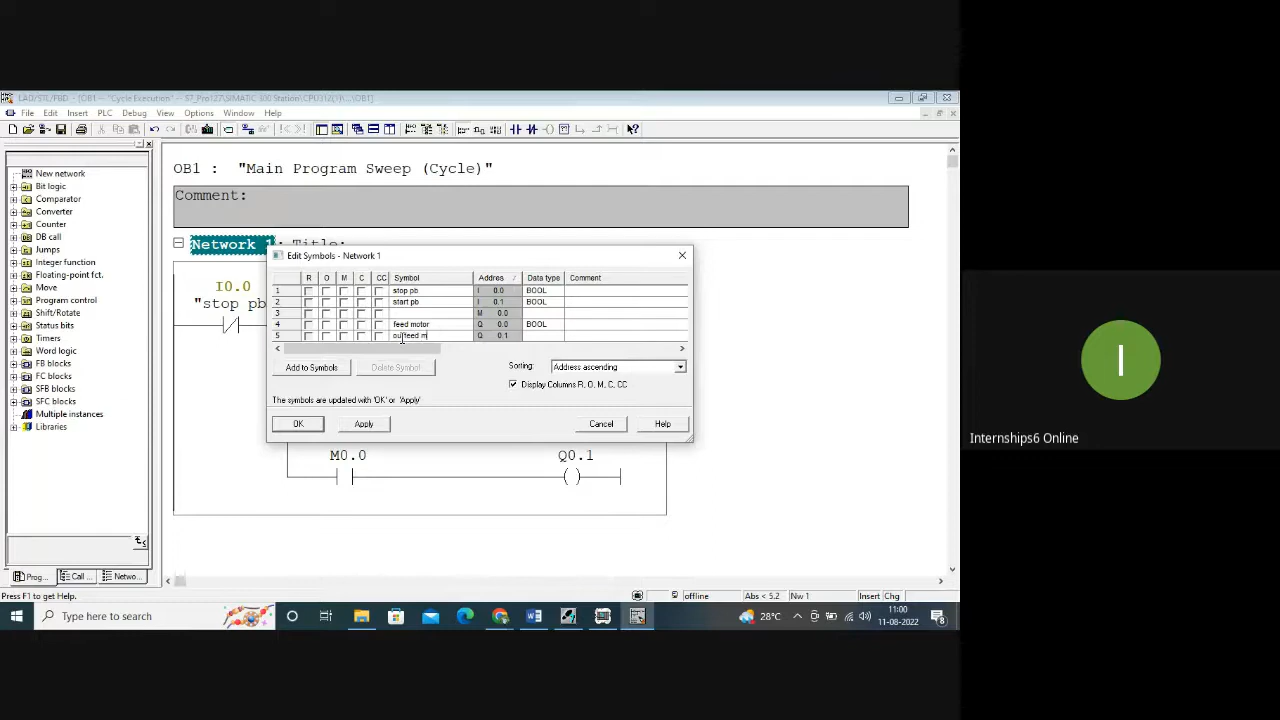 LAD/STL/FBD - [OB1 -- "Cycle Execution" -- S7_Pro127\SIMATIC 300 Station\CPU312(1)\...\OB1]
File Edit Insert PLC Debug View Options Window Help
New network
Bit logic
Comparator
Converter
Counter
DB call
Jumps
Integer function
Floating-point fct.
Move
Program control
Shift/Rotate
Status bits
Timers
Word logic
FB blocks
FC blocks
SFB blocks
SFC blocks
Multiple instances
Libraries
Prog... Call ... Netwo...
OB1 : "Main Program Sweep (Cycle)"
Comment:
Network 1: Title:
I0.0
"stop pb
Edit Symbols - Network 1
R O M C CC Symbol Addres Data type Comment
1 stop pb I 0.0 BOOL
2 start pb I 0.1 BOOL
3 M 0.0
4 feed motor Q 0.0 BOOL
5 outfeed m Q 0.1
Add to Symbols Delete Symbol Sorting: Address ascending
Display Columns R, O, M, C, CC
The symbols are updated with 'OK' or 'Apply'
OK Apply Cancel Help
M0.0 Q0.1
Press F1 to get Help. offline Abs < 5.2 Nw 1 Insert Chg
Type here to search 28°C 11:00
11-08-2022 8
I
Internships6 Online